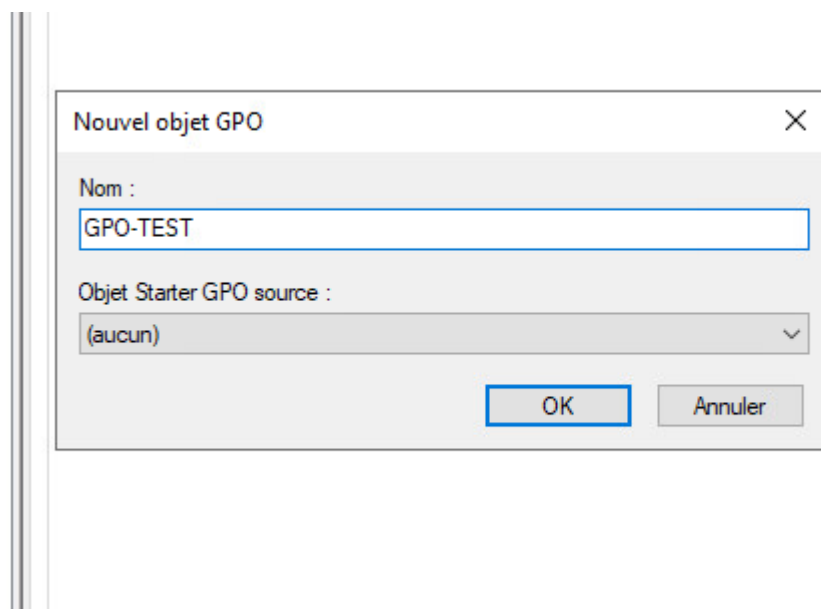 Nouvel objet GPO
Nom :
GPO-TEST
Objet Starter GPO source :
(aucun)
OK
Annuler